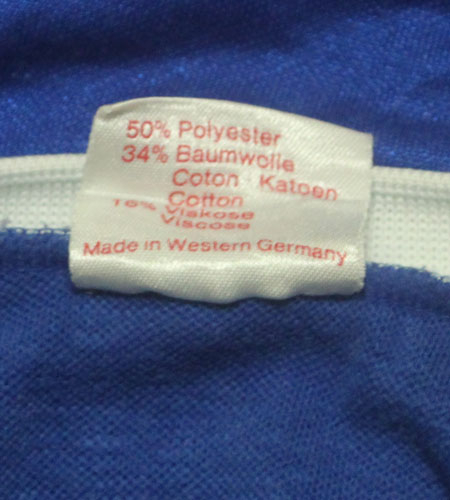 50% Polyester
34% Baumwolle
Coton - Katoen
Cotton
16% Viskose
Viscose
Made in Western Germany